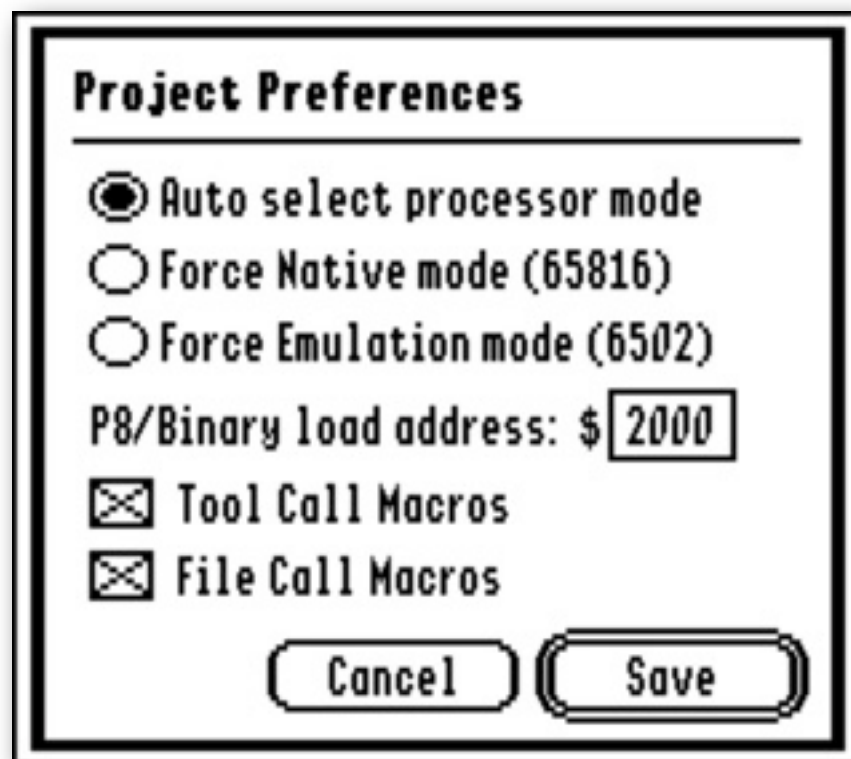 Project Preferences
Auto select processor mode
Force Native mode (65816)
Force Emulation mode (6502)
P8/Binary load address: $ 2000
Tool Call Macros
File Call Macros
Cancel Save